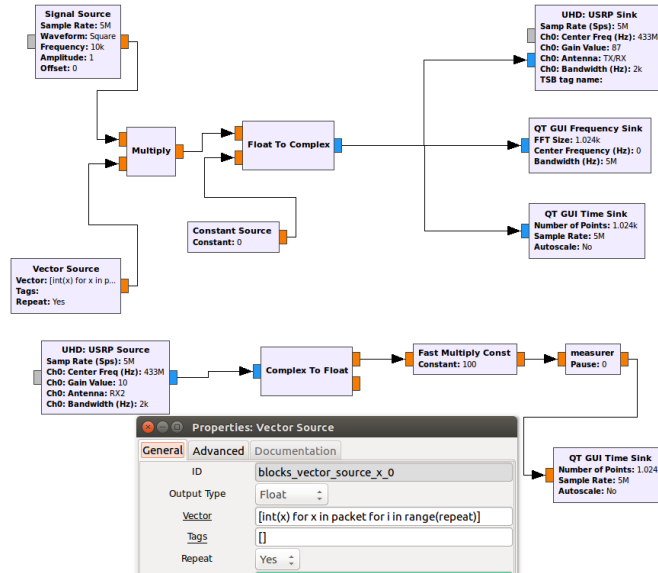 Signal Source
Sample Rate: 5M
Waveform: Square
Frequency: 10k
Amplitude: 1
Offset: 0
Multiply
Float To Complex
Constant Source
Constant: 0
Vector Source
Vector: [int(x) for x in p...
Tags:
Repeat: Yes
UHD: USRP Sink
Samp Rate (Sps): 5M
Ch0: Center Freq (Hz): 433M
Ch0: Gain Value: 87
Ch0: Antenna: TX/RX
Ch0: Bandwidth (Hz): 2k
TSB tag name:
QT GUI Frequency Sink
FFT Size: 1.024k
Center Frequency (Hz): 0
Bandwidth (Hz): 5M
QT GUI Time Sink
Number of Points: 1.024k
Sample Rate: 5M
Autoscale: No
UHD: USRP Source
Samp Rate (Sps): 5M
Ch0: Center Freq (Hz): 433M
Ch0: Gain Value: 10
Ch0: Antenna: RX2
Ch0: Bandwidth (Hz): 2k
Complex To Float
Fast Multiply Const
Constant: 100
measurer
Pause: 0
QT GUI Time Sink
Number of Points: 1.024
Sample Rate: 5M
Autoscale: No
Properties: Vector Source
General Advanced Documentation
ID blocks_vector_source_x_0
Output Type Float
Vector [int(x) for x in packet for i in range(repeat)]
Tags []
Repeat Yes